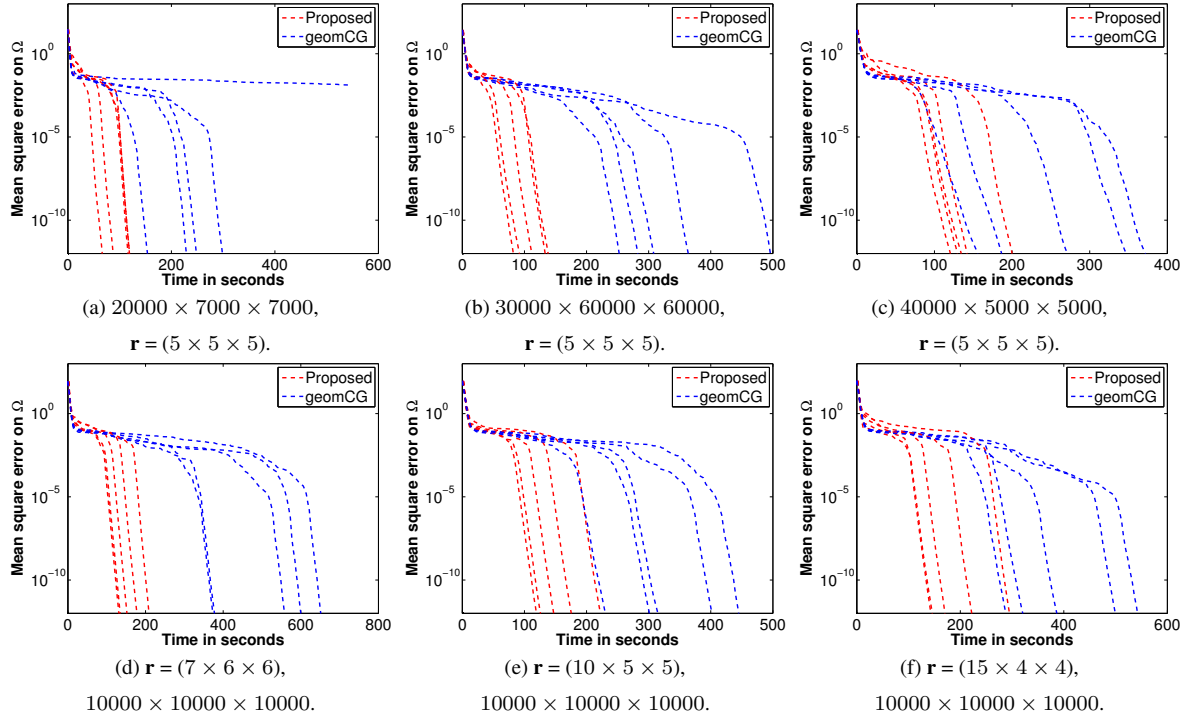 Proposed
geomCG
10^0
10^-5
10^-10
Mean square error on Ω
0 200 400 600
Time in seconds
(a) 20000 × 7000 × 7000,
r = (5 × 5 × 5).
Proposed
geomCG
10^0
10^-5
10^-10
Mean square error on Ω
0 100 200 300 400 500
Time in seconds
(b) 30000 × 60000 × 60000,
r = (5 × 5 × 5).
Proposed
geomCG
10^0
10^-5
10^-10
Mean square error on Ω
0 100 200 300 400
Time in seconds
(c) 40000 × 5000 × 5000,
r = (5 × 5 × 5).
Proposed
geomCG
10^0
10^-5
10^-10
Mean square error on Ω
0 200 400 600 800
Time in seconds
(d) r = (7 × 6 × 6),
10000 × 10000 × 10000.
Proposed
geomCG
10^0
10^-5
10^-10
Mean square error on Ω
0 100 200 300 400 500
Time in seconds
(e) r = (10 × 5 × 5),
10000 × 10000 × 10000.
Proposed
geomCG
10^0
10^-5
10^-10
Mean square error on Ω
0 200 400 600
Time in seconds
(f) r = (15 × 4 × 4),
10000 × 10000 × 10000.